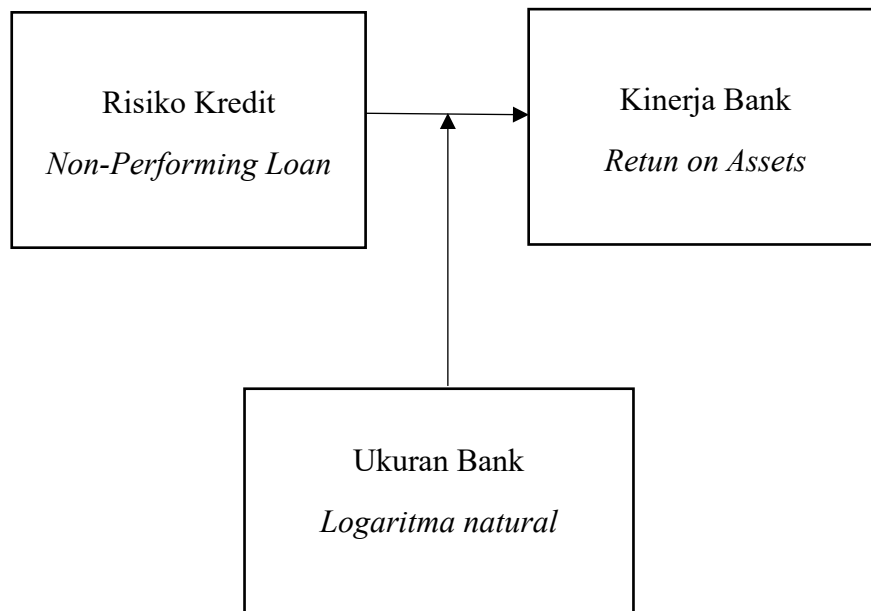 Risiko Kredit
Non-Performing Loan
Kinerja Bank
Retun on Assets
Ukuran Bank
Logaritma natural